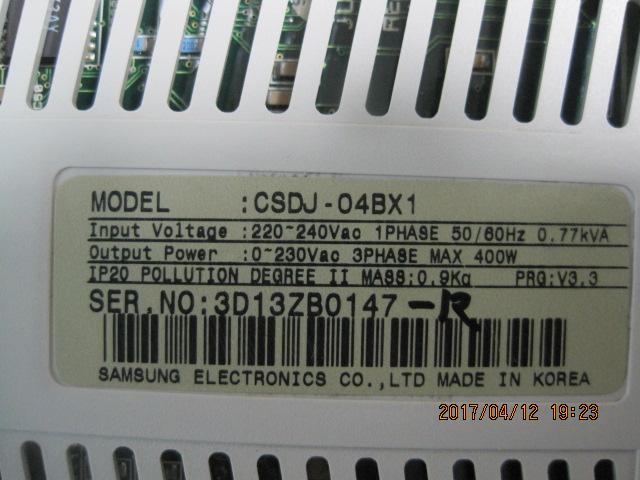 MODEL :CSDJ-04BX1
Input Voltage :220~240Vac 1PHASE 50/60Hz 0.77kVA
Output Power :0~230Vac 3PHASE MAX 400W
IP20 POLLUTION DEGREE II MASS:0.9Kg PRG:V3.3
SER.NO:3D13ZB0147-R
SAMSUNG ELECTRONICS CO.,LTD MADE IN KOREA
2017/04/12 19:23